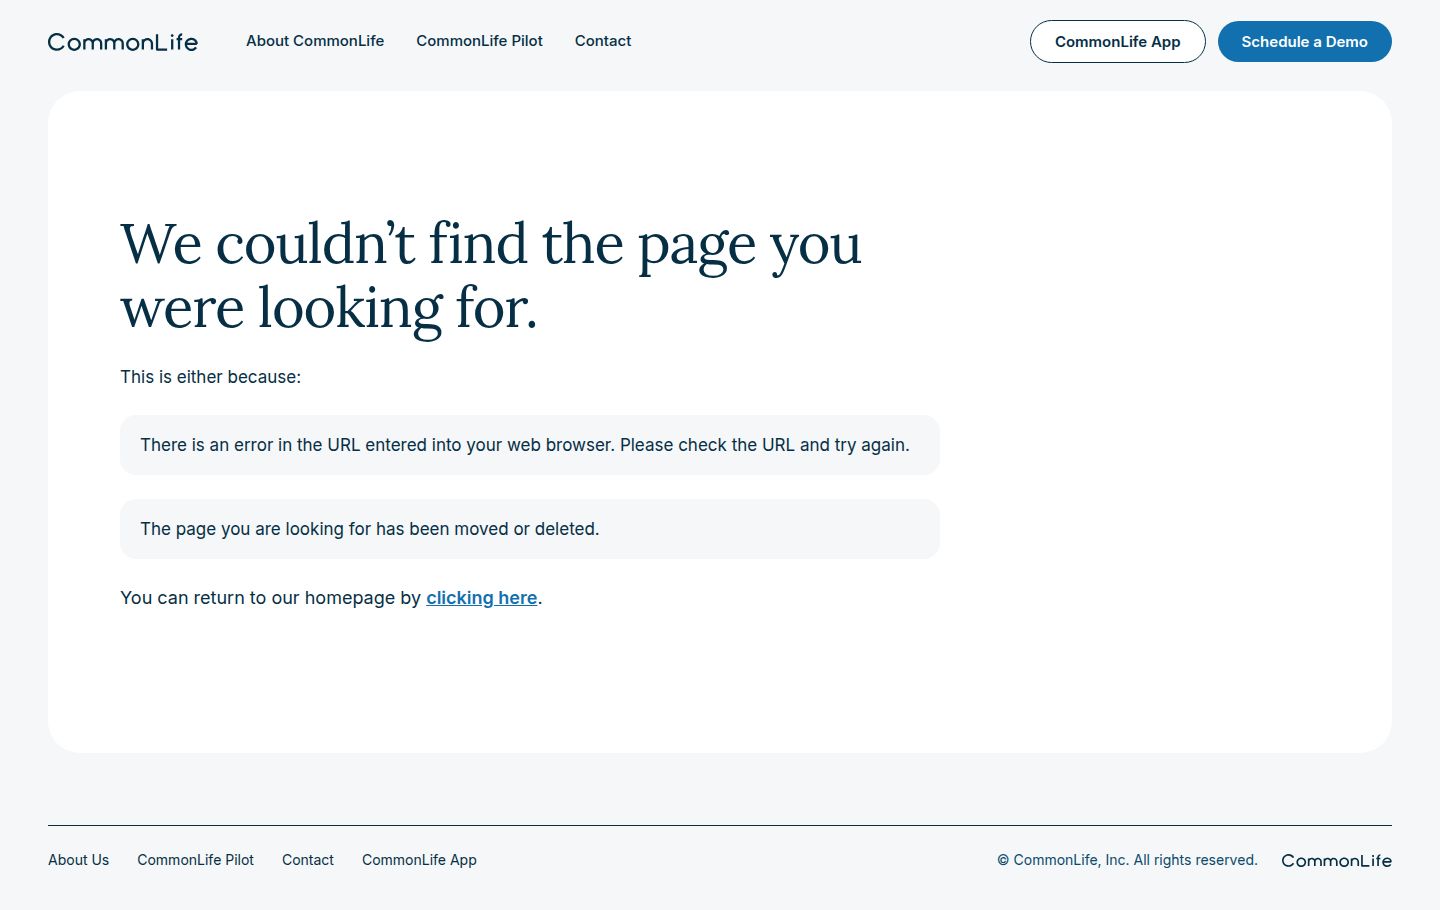 CommonLife
About CommonLife
CommonLife Pilot
Contact
CommonLife App
Schedule a Demo
We couldn’t find the page you
were looking for.
This is either because:
There is an error in the URL entered into your web browser. Please check the URL and try again.
The page you are looking for has been moved or deleted.
You can return to our homepage by clicking here.
About Us
CommonLife Pilot
Contact
CommonLife App
© CommonLife, Inc. All rights reserved.
CommonLife